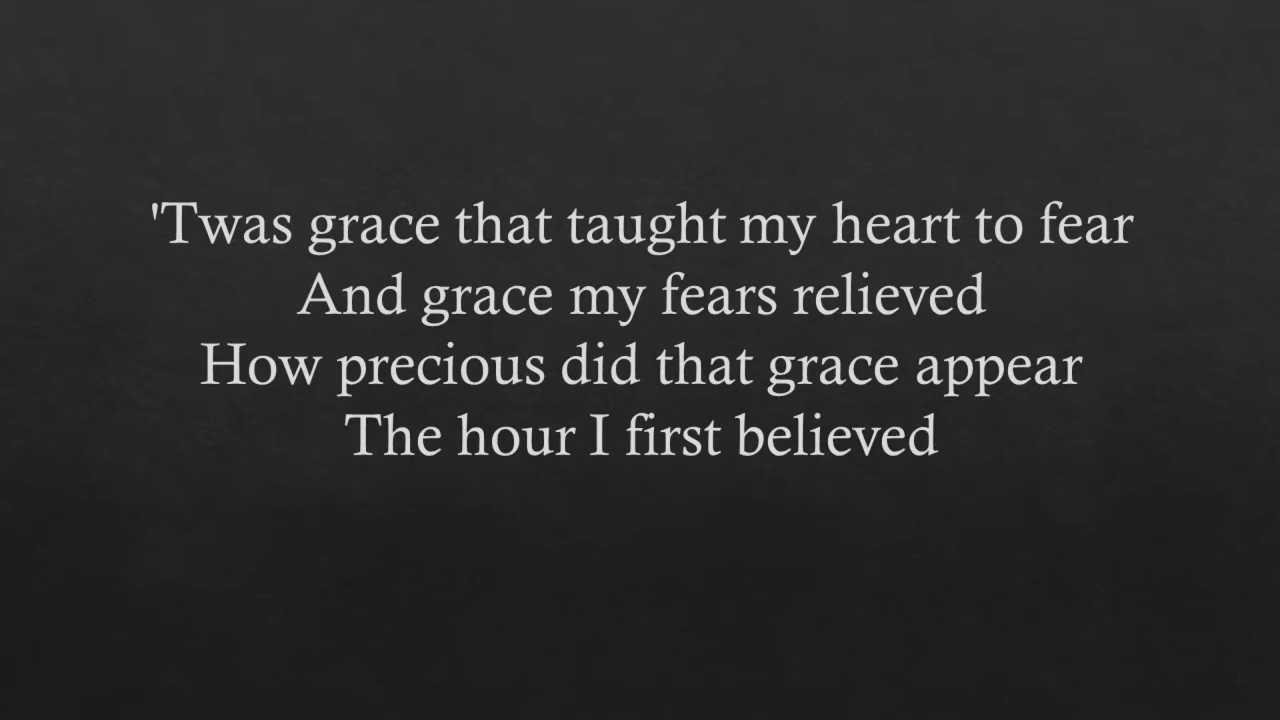 'Twas grace that taught my heart to fear
And grace my fears relieved
How precious did that grace appear
The hour I first believed